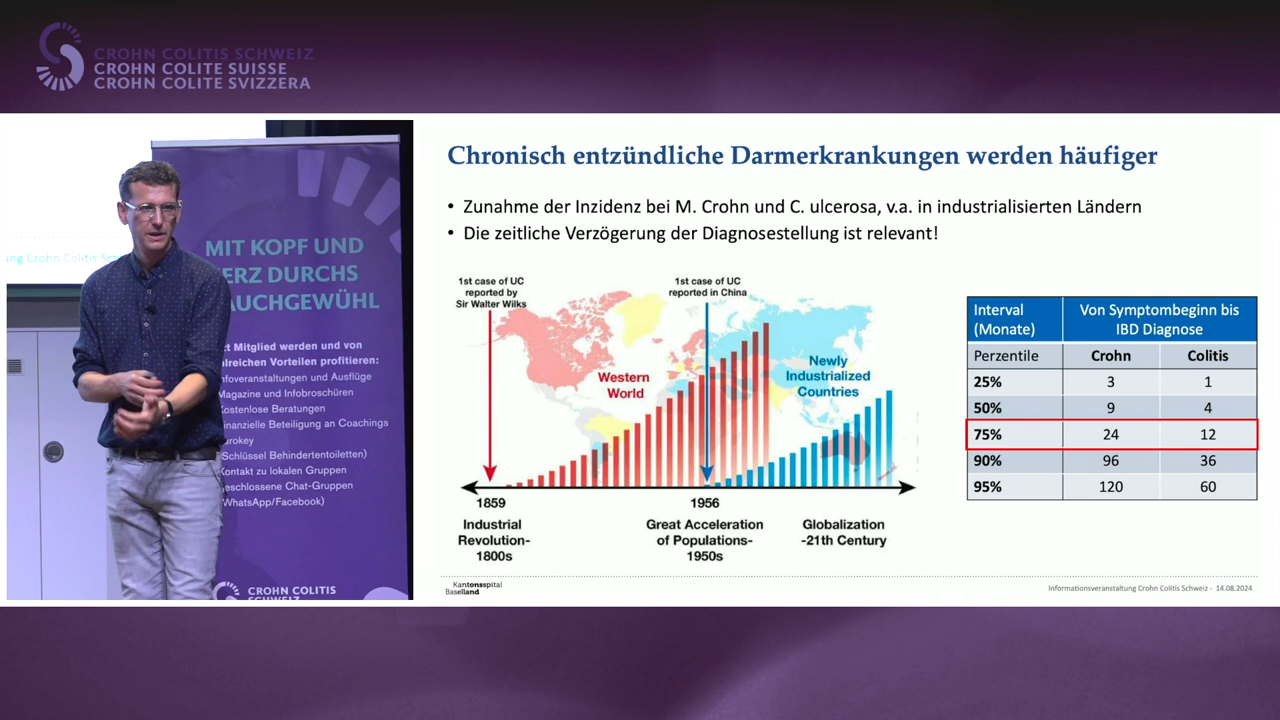 CROHN COLITIS SCHWEIZ
CROHN COLITE SUISSE
CROHN COLITE SVIZZERA
ng Crohn Colitis Sch
MIT KOPF UND
ERZ DURCHS
AUCHGEWÜHL
t Mitglied werden und von
lreichen Vorteilen profitieren:
nfoveranstaltungen und Ausflüge
Magazine und Infobroschüren
ostenlose Beratungen
inanzielle Beteiligung an Coachings
urokey
Schlüssel Behindertentoiletten)
ontakt zu lokalen Gruppen
eschlossene Chat-Gruppen
WhatsApp/Facebook)
CROHN COLITIS
SCHWEIZ
Chronisch entzündliche Darmerkrankungen werden häufiger
• Zunahme der Inzidenz bei M. Crohn und C. ulcerosa, v.a. in industrialisierten Ländern
• Die zeitliche Verzögerung der Diagnosestellung ist relevant!
1st case of UC
reported by
Sir Walter Wilks
1st case of UC
reported in China
Western
World
Newly
Industrialized
Countries
1859
1956
Industrial
Revolution-
1800s
Great Acceleration
of Populations-
1950s
Globalization
-21th Century
Interval
(Monate)
Von Symptombeginn bis
IBD Diagnose
Perzentile Crohn Colitis
25% 3 1
50% 9 4
75% 24 12
90% 96 36
95% 120 60
Kantonsspital
Baselland
Informationsveranstaltung Crohn Colitis Schweiz - 14.08.2024